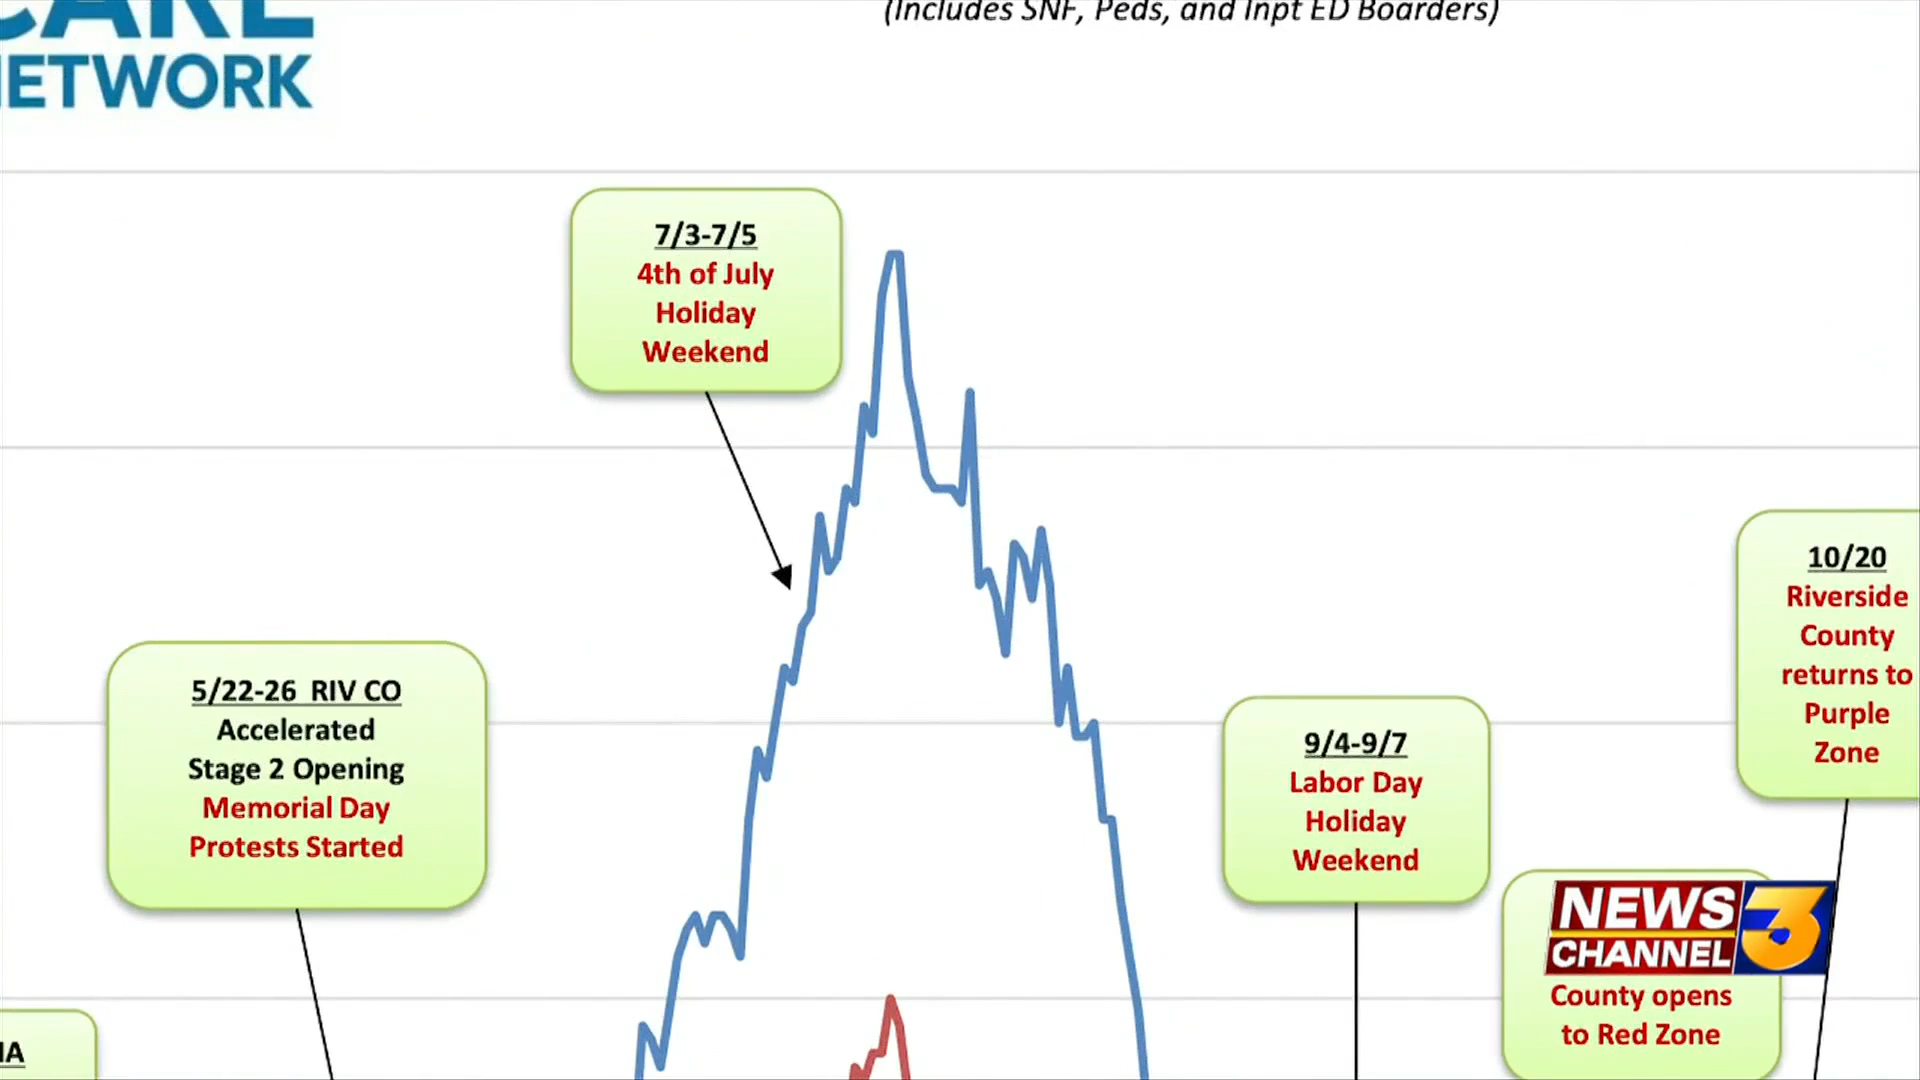 CARE
NETWORK
(Includes SNF, Peds, and Inpt ED Boarders)
7/3-7/5
4th of July
Holiday
Weekend
5/22-26 RIV CO
Accelerated
Stage 2 Opening
Memorial Day
Protests Started
9/4-9/7
Labor Day
Holiday
Weekend
10/20
Riverside
County
returns to
Purple
Zone
NEWS
CHANNEL 3
County opens
to Red Zone